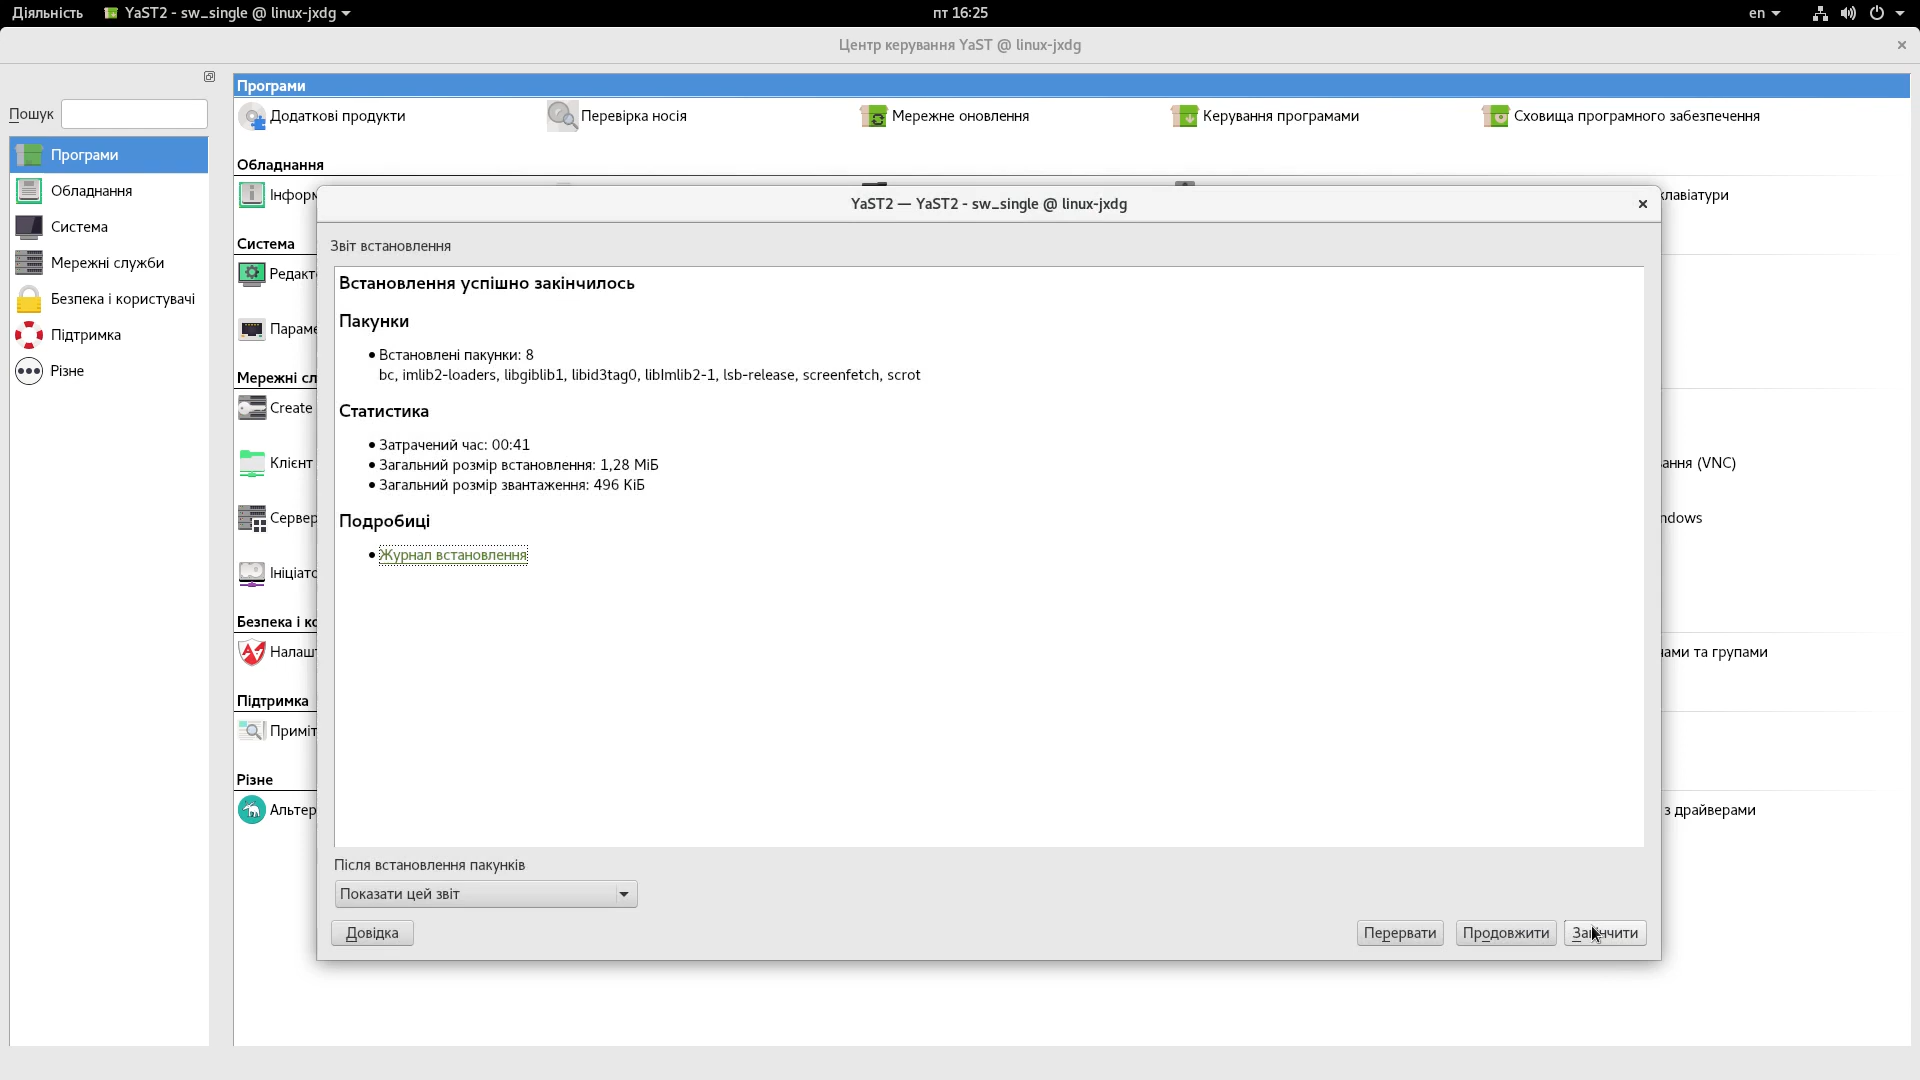 Діяльність
YaST2 - sw_single @ linux-jxdg
пт 16:25
en
Центр керування YaST @ linux-jxdg
Пошук
Програми
Обладнання
Система
Мережні служби
Безпека і користувачі
Підтримка
Різне
Програми
Додаткові продукти
Перевірка носія
Мережне оновлення
Керування програмами
Сховища програмного забезпечення
Обладнання
Система
Create
Клієнт
Сервер
(VNC)
Підтримка
Різне
та групами
з драйверами
YaST2 — YaST2 - sw_single @ linux-jxdg
Звіт встановлення
Встановлення успішно закінчилось
Пакунки
• Встановлені пакунки: 8
bc, imlib2-loaders, libgiblib1, libid3tag0, libImlib2-1, lsb-release, screenfetch, scrot
Статистика
• Затрачений час: 00:41
• Загальний розмір встановлення: 1,28 МіБ
• Загальний розмір звантаження: 496 КіБ
Подробиці
• Журнал встановлення
Після встановлення пакунків
Показати цей звіт
Довідка
Перервати
Продовжити
Закінчити